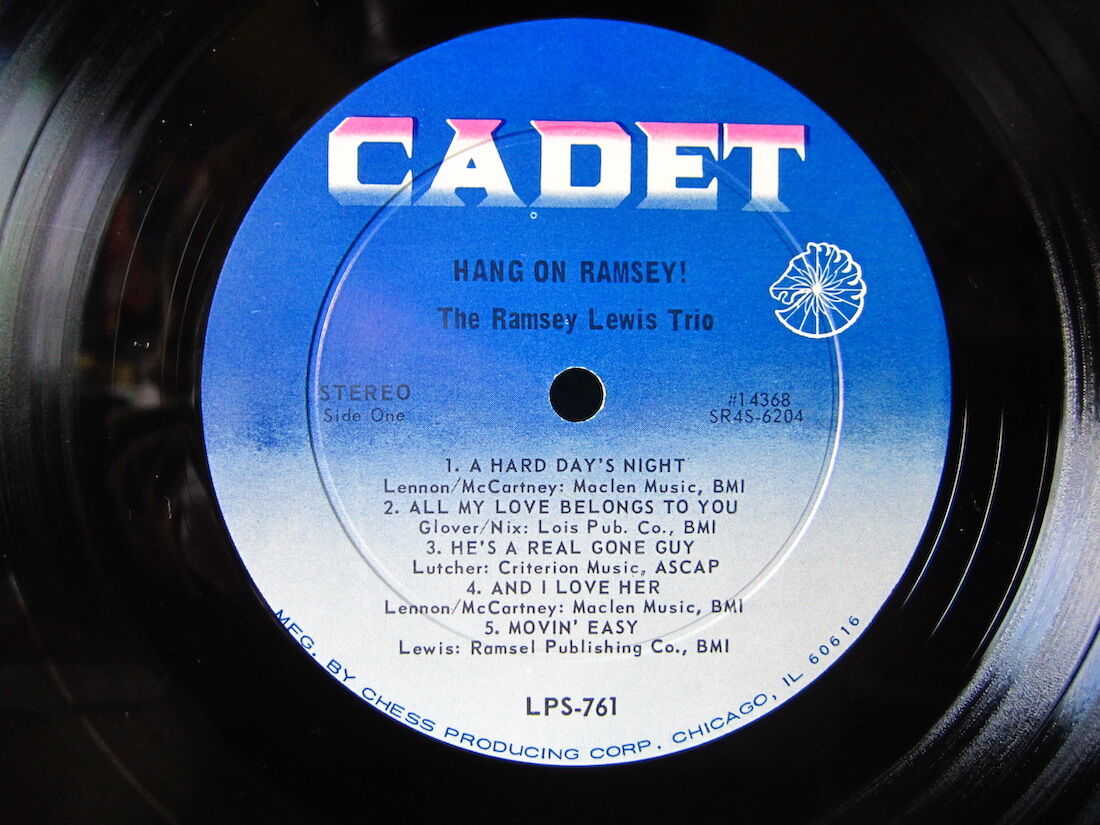 CADET
HANG ON RAMSEY!
The Ramsey Lewis Trio
STEREO
Side One
#14368
SR4S-6204
1. A HARD DAY'S NIGHT
Lennon/McCartney: Maclen Music, BMI
2. ALL MY LOVE BELONGS TO YOU
Glover/Nix: Lois Pub. Co., BMI
3. HE'S A REAL GONE GUY
Lutcher: Criterion Music, ASCAP
4. AND I LOVE HER
Lennon/McCartney: Maclen Music, BMI
5. MOVIN' EASY
Lewis: Ramsel Publishing Co., BMI
LPS-761
MFG. BY CHESS PRODUCING CORP. CHICAGO, IL 60616